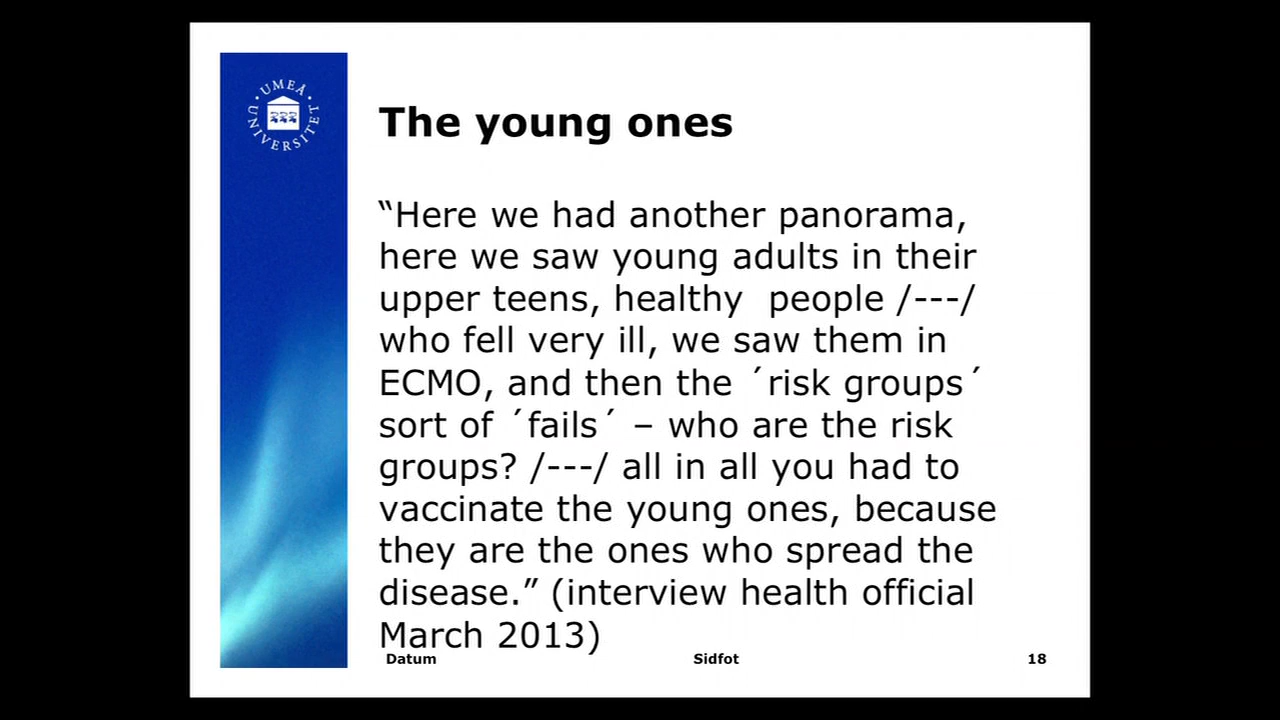 UMEÅ UNIVERSITET
The young ones
“Here we had another panorama,
here we saw young adults in their
upper teens, healthy  people /---/
who fell very ill, we saw them in
ECMO, and then the ´risk groups´
sort of ´fails´ – who are the risk
groups? /---/ all in all you had to
vaccinate the young ones, because
they are the ones who spread the
disease.” (interview health official
March 2013)
Datum Sidfot 18